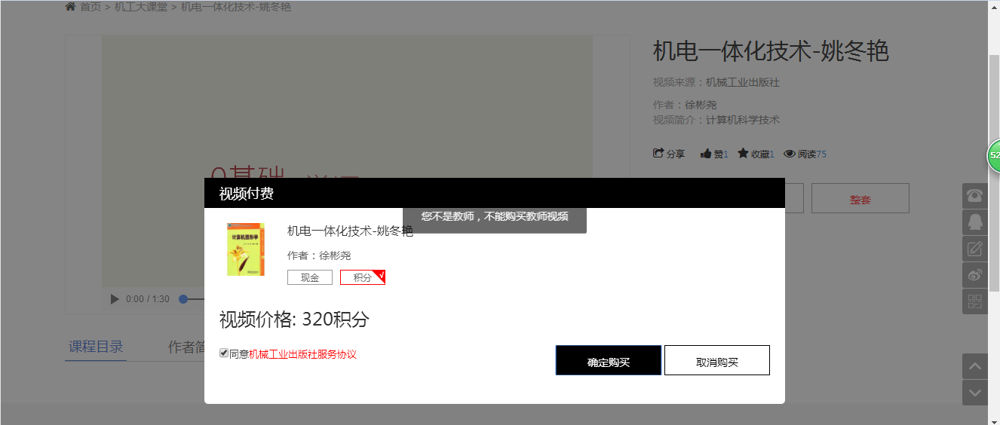 首页 > 机工大课堂 > 机电一体化技术-姚冬艳
机电一体化技术-姚冬艳
视频来源：机械工业出版社
作者：徐彬尧
视频简介：计算机科学技术
分享 赞1 收藏1 阅读75
整套
52
0基础
视频付费
您不是教师，不能购买教师视频
计算机图形学
机电一体化技术-姚冬艳
作者：徐彬尧
现金 积分
视频价格: 320积分
同意机械工业出版社服务协议
确定购买 取消购买
0:00 / 1:30
课程目录 作者简